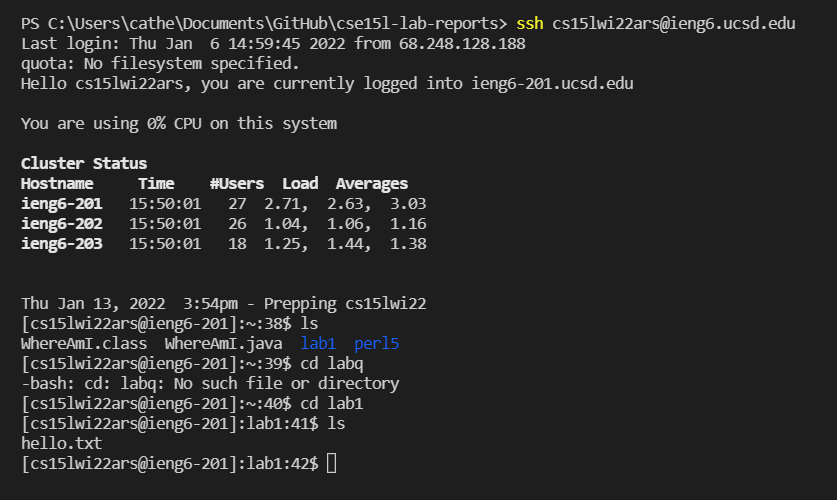 PS C:\Users\cathe\Documents\GitHub\cse15l-lab-reports> ssh cs15lwi22ars@ieng6.ucsd.edu
Last login: Thu Jan  6 14:59:45 2022 from 68.248.128.188
quota: No filesystem specified.
Hello cs15lwi22ars, you are currently logged into ieng6-201.ucsd.edu

You are using 0% CPU on this system

Cluster Status
Hostname     Time    #Users  Load  Averages
ieng6-201   15:50:01   27  2.71,  2.63,  3.03
ieng6-202   15:50:01   26  1.04,  1.06,  1.16
ieng6-203   15:50:01   18  1.25,  1.44,  1.38


Thu Jan 13, 2022  3:54pm - Prepping cs15lwi22
[cs15lwi22ars@ieng6-201]:~:38$ ls
WhereAmI.class  WhereAmI.java  lab1  perl5
[cs15lwi22ars@ieng6-201]:~:39$ cd labq
-bash: cd: labq: No such file or directory
[cs15lwi22ars@ieng6-201]:~:40$ cd lab1
[cs15lwi22ars@ieng6-201]:lab1:41$ ls
hello.txt
[cs15lwi22ars@ieng6-201]:lab1:42$